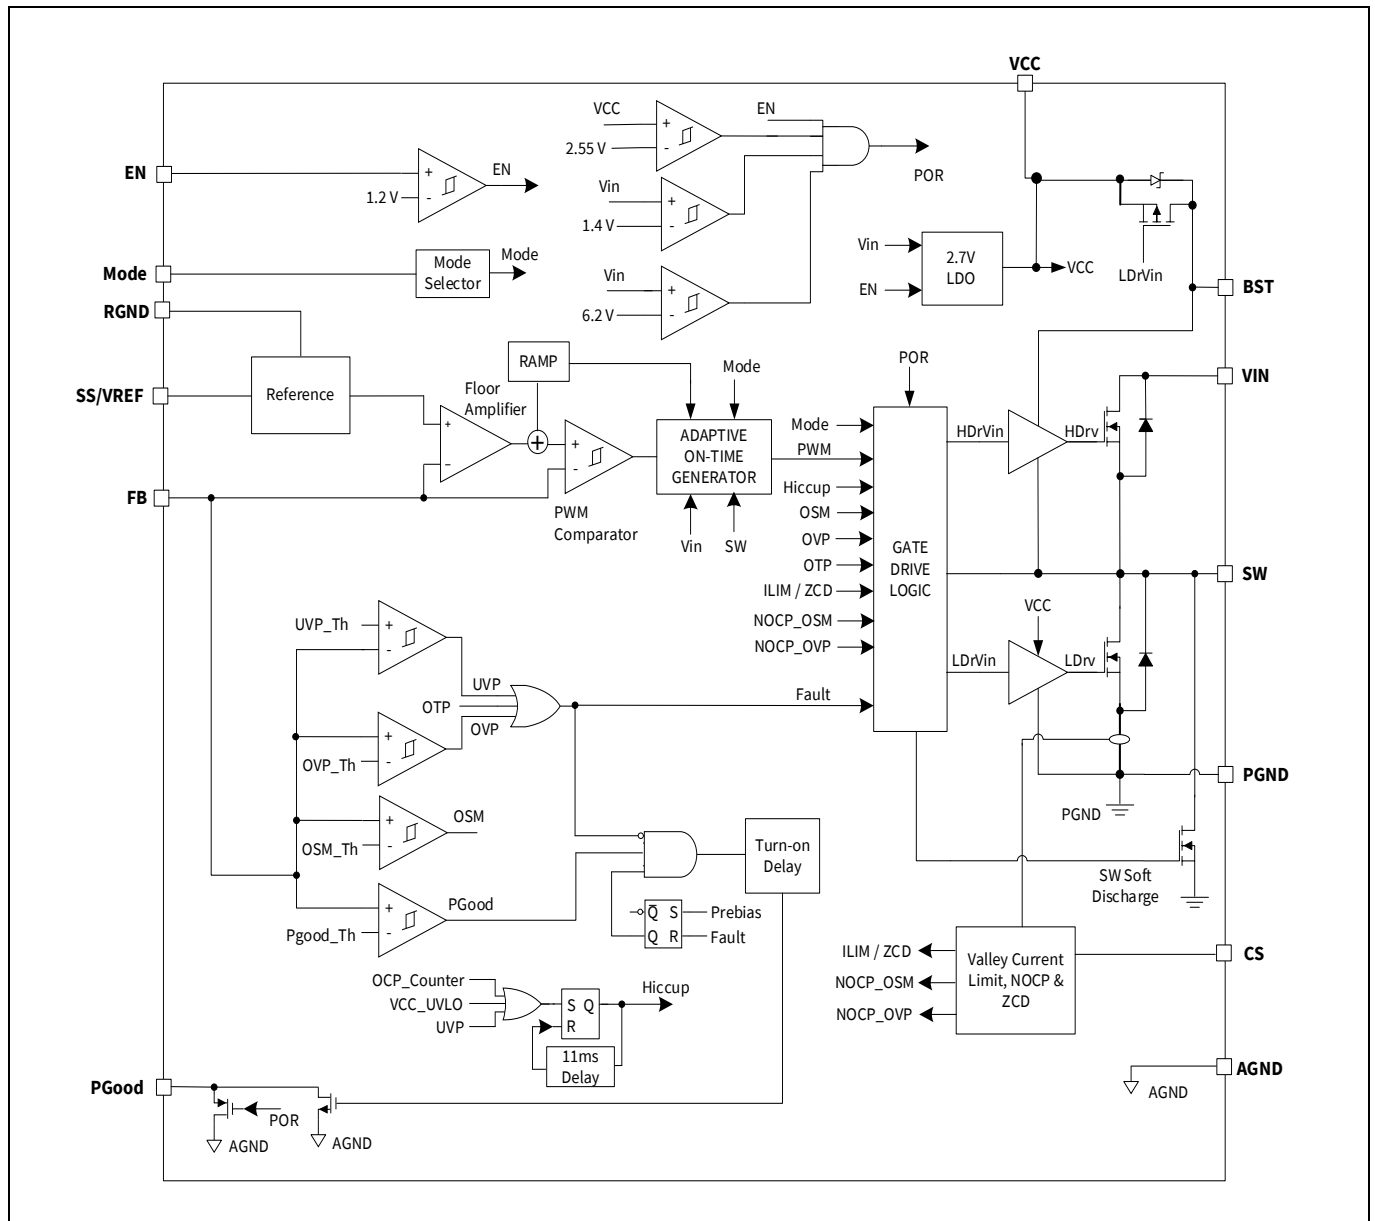 VCC
VCC
+
2.55 V
-
EN
POR
EN
+
1.2 V
-
EN
Vin
+
1.4 V
-
Mode
Mode
Selector
Mode
Vin
+
6.2 V
-
Vin
EN
2.7V
LDO
VCC
LDrVin
BST
RGND
SS/VREF
Reference
RAMP
Floor
Amplifier
+
-
+
+
-
PWM
Comparator
Mode
ADAPTIVE
ON-TIME
GENERATOR
Vin
SW
FB
POR
Mode
PWM
Hiccup
OSM
OVP
OTP
ILIM / ZCD
NOCP_OSM
NOCP_OVP
Fault
GATE
DRIVE
LOGIC
HDrVin
HDrv
VIN
SW
VCC
LDrVin
LDrv
PGND
PGND
SW Soft
Discharge
UVP_Th
+
-
UVP
OTP
OVP
+
OVP_Th
-
+
OSM_Th
-
OSM
+
Pgood_Th
-
PGood
Turn-on
Delay
Q̅ S
Q R
Prebias
Fault
OCP_Counter
VCC_UVLO
UVP
S Q
R
Hiccup
11ms
Delay
ILIM / ZCD
NOCP_OSM
NOCP_OVP
Valley Current
Limit, NOCP &
ZCD
CS
AGND
AGND
PGood
POR
AGND
AGND